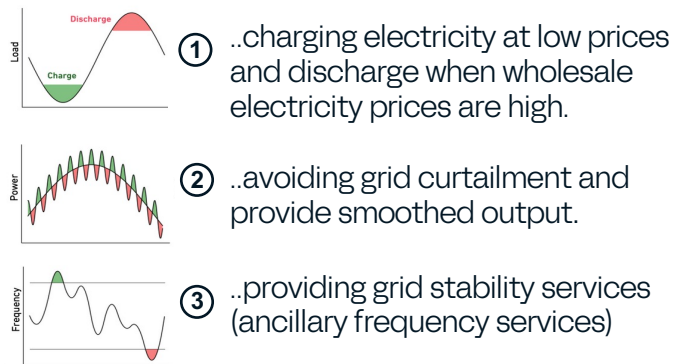 Load
Discharge
Charge
1
..charging electricity at low prices
and discharge when wholesale
electricity prices are high.
Power
2
..avoiding grid curtailment and
provide smoothed output.
Frequency
3
..providing grid stability services
(ancillary frequency services)